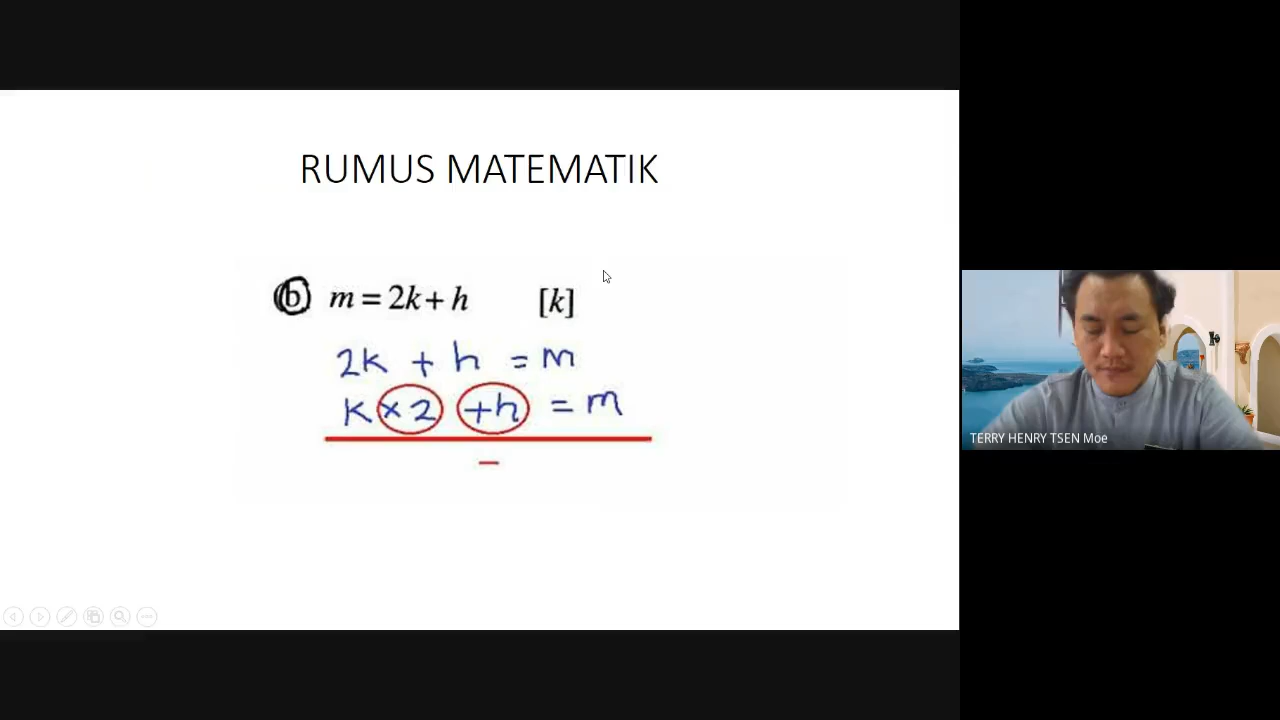 RUMUS MATEMATIK
(b) m = 2k + h [k]
2k + h = m
k × 2 + h = m
−
TERRY HENRY TSEN Moe